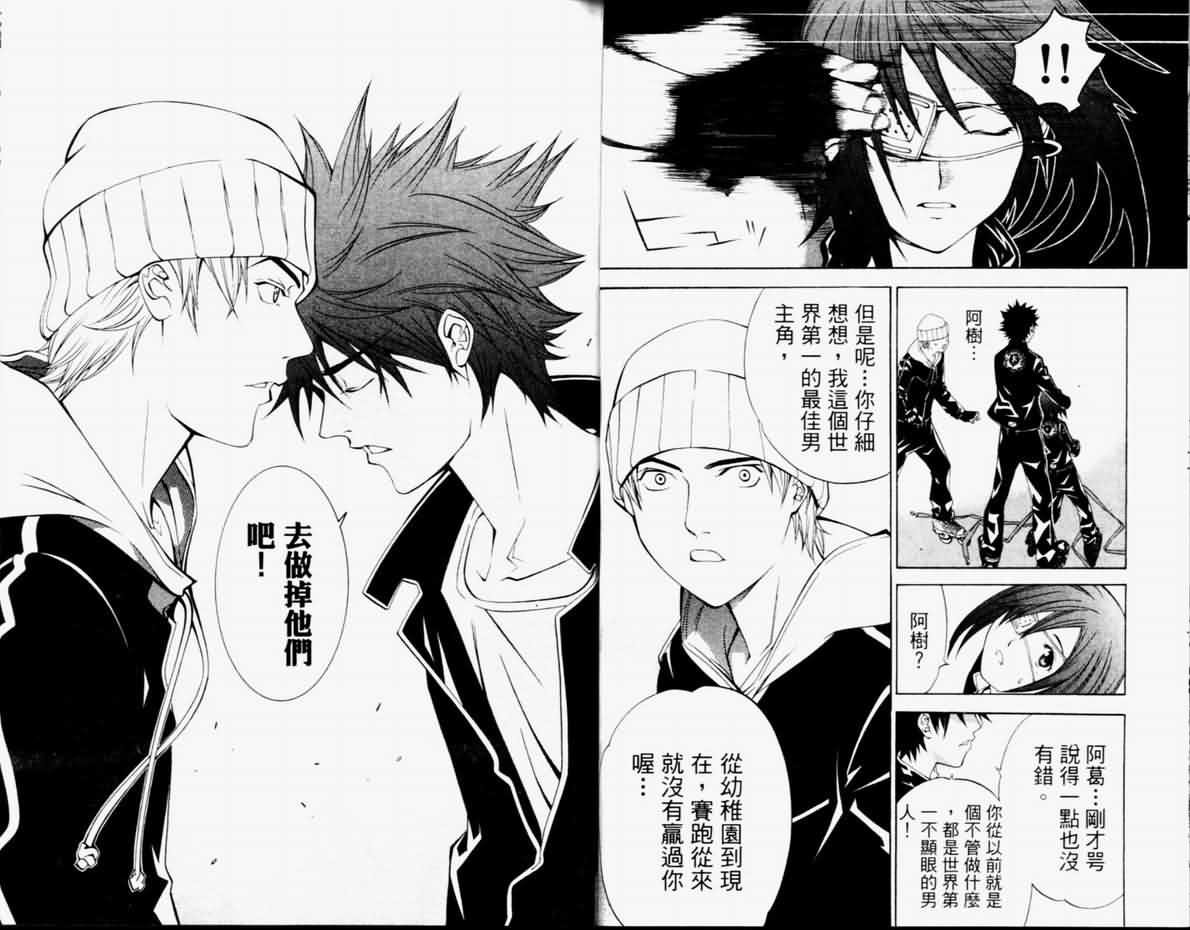 !!
阿樹…
阿樹?
阿葛…剛才咢
說得一點也沒
有錯。
你從以前就是
個不管做什麼
,都是世界第
一不顯眼的男
人!
但是呢…你仔細
想想,我這個世
界第一的最佳男
主角,
從幼稚園到現
在,賽跑從來
就沒有贏過你
喔…
去做掉他們
吧!